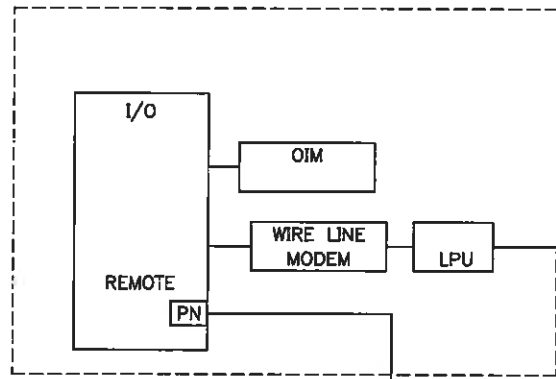 I/O
OIM
WIRE LINE
MODEM
LPU
REMOTE
PN